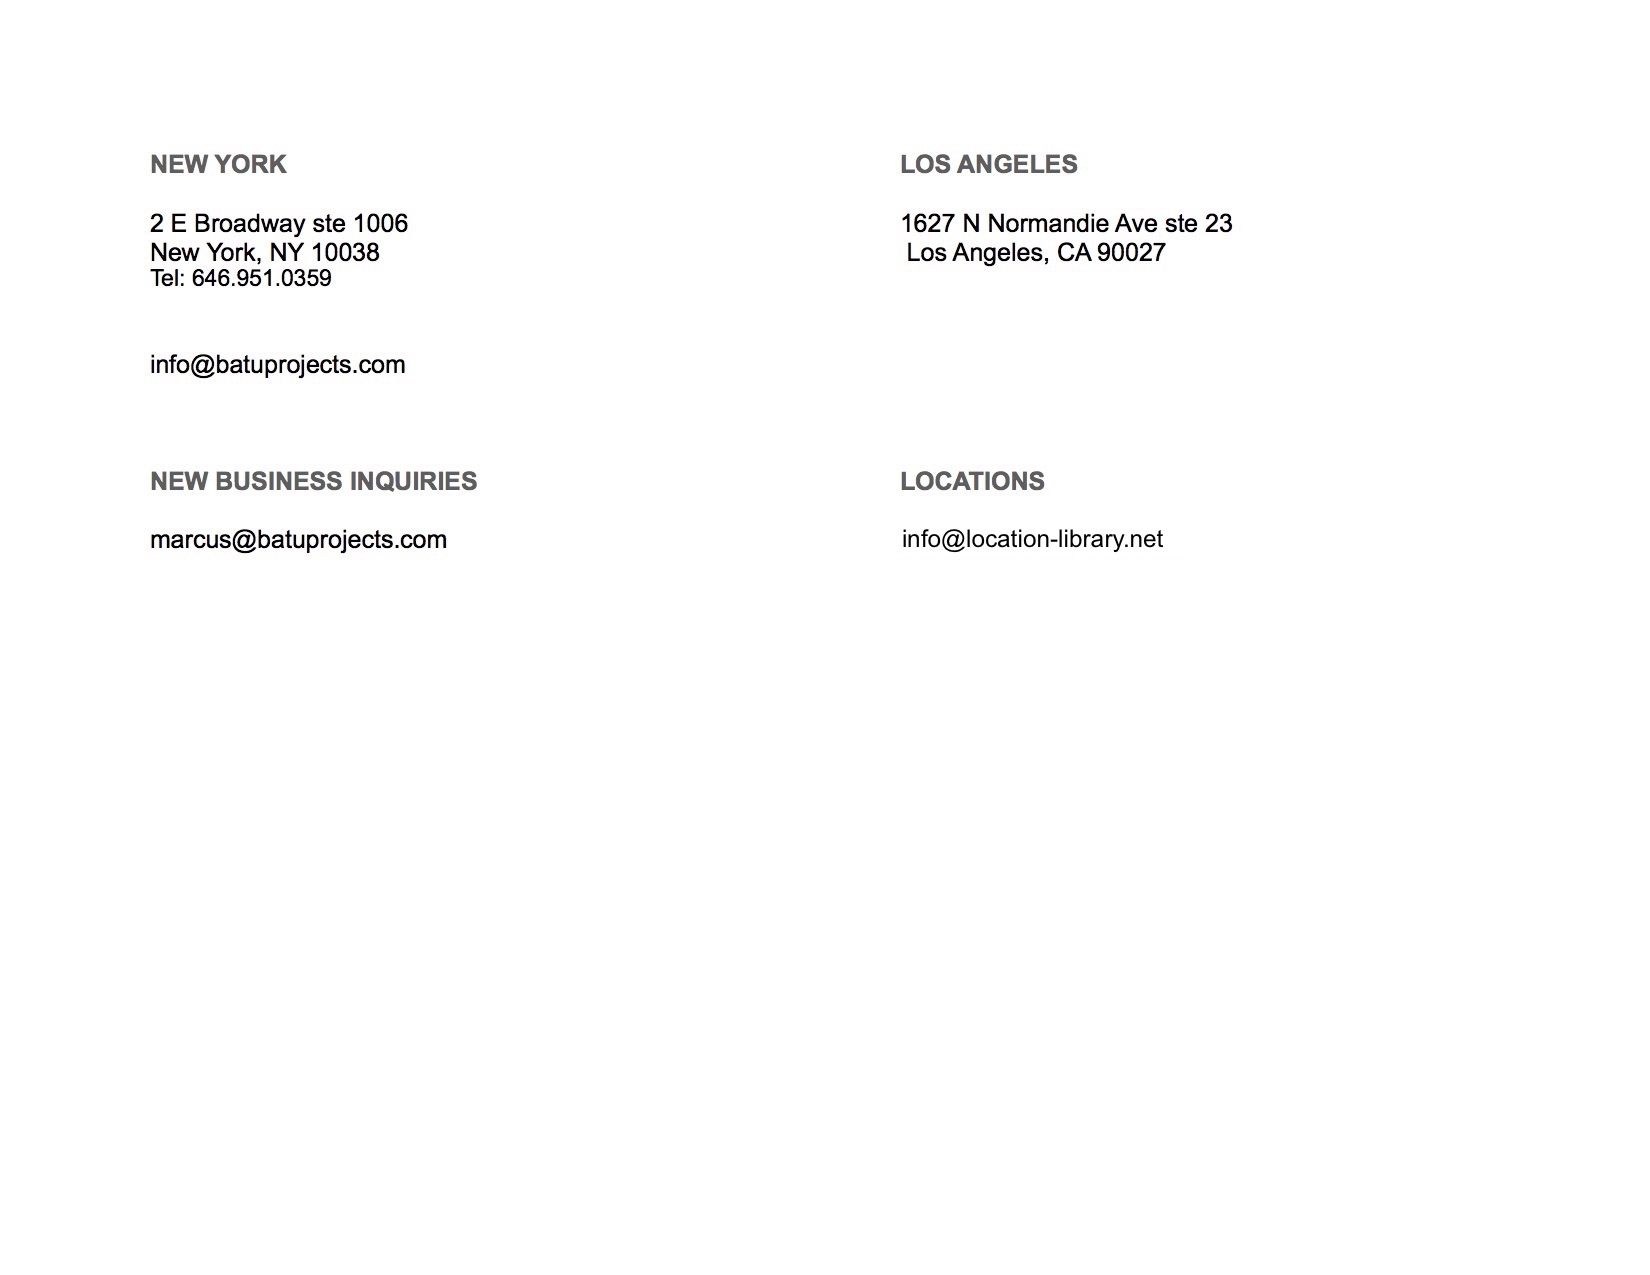 NEW YORK
2 E Broadway ste 1006
New York, NY 10038
Tel: 646.951.0359
info@batuprojects.com
LOS ANGELES
1627 N Normandie Ave ste 23
Los Angeles, CA 90027
NEW BUSINESS INQUIRIES
marcus@batuprojects.com
LOCATIONS
info@location-library.net